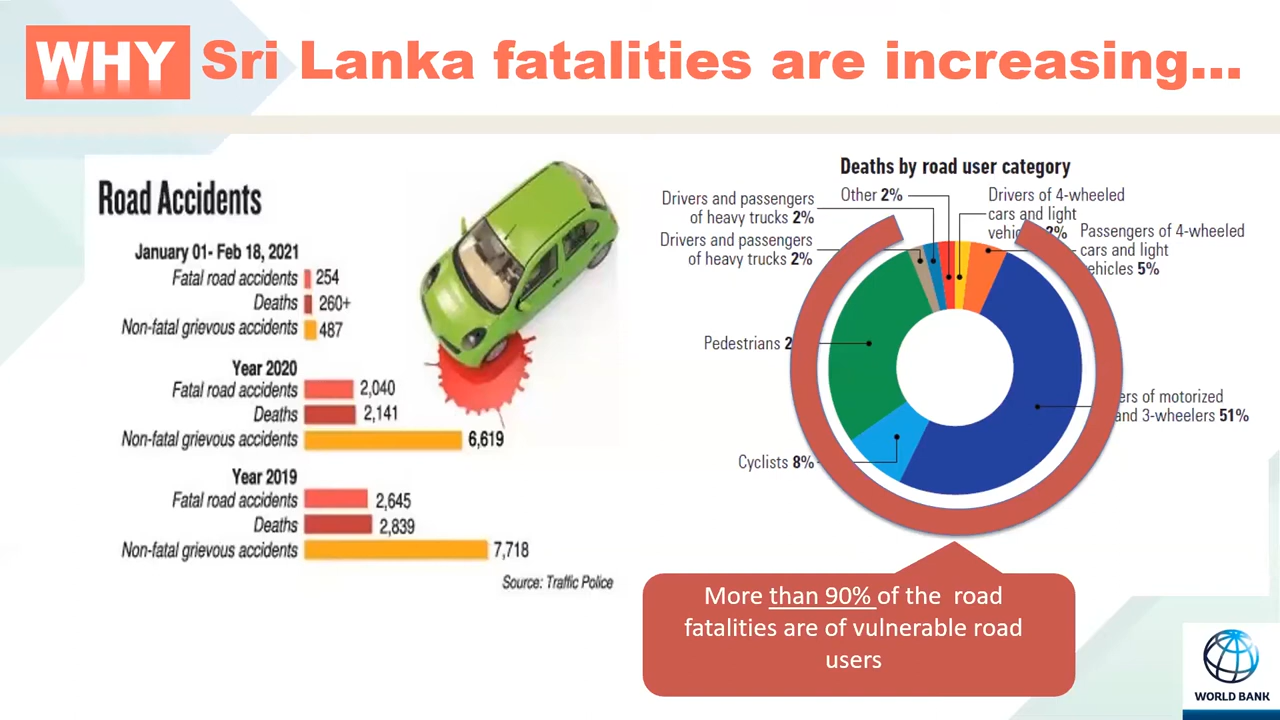 WHY Sri Lanka fatalities are increasing...
Road Accidents
January 01- Feb 18, 2021
Fatal road accidents 254
Deaths 260+
Non-fatal grievous accidents 487
Year 2020
Fatal road accidents 2,040
Deaths 2,141
Non-fatal grievous accidents 6,619
Year 2019
Fatal road accidents 2,645
Deaths 2,839
Non-fatal grievous accidents 7,718
Source: Traffic Police
Deaths by road user category
Drivers and passengers
of heavy trucks 2%
Drivers and passengers
of heavy trucks 2%
Other 2%
Drivers of 4-wheeled
cars and light
Passengers of 4-wheeled
cars and light
ehicles 5%
Pedestrians 2
Cyclists 8%
ers of motorized
and 3-wheelers 51%
More than 90% of the road
fatalities are of vulnerable road
users
WORLD BANK